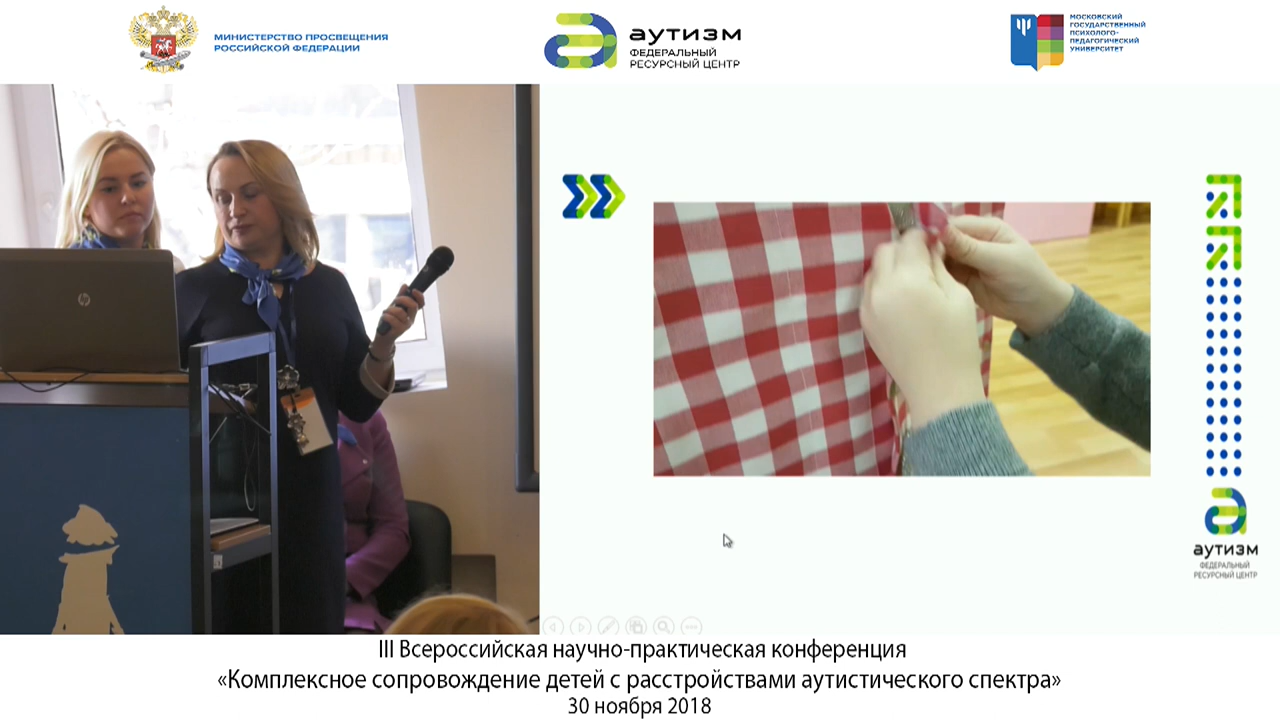 МИНИСТЕРСТВО ПРОСВЕЩЕНИЯ
РОССИЙСКОЙ ФЕДЕРАЦИИ
аутизм
ФЕДЕРАЛЬНЫЙ
РЕСУРСНЫЙ ЦЕНТР
МОСКОВСКИЙ
ГОСУДАРСТВЕННЫЙ
ПСИХОЛОГО-
ПЕДАГОГИЧЕСКИЙ
УНИВЕРСИТЕТ
hp
аутизм
ФЕДЕРАЛЬНЫЙ
РЕСУРСНЫЙ ЦЕНТР
III Всероссийская научно-практическая конференция
«Комплексное сопровождение детей с расстройствами аутистического спектра»
30 ноября 2018